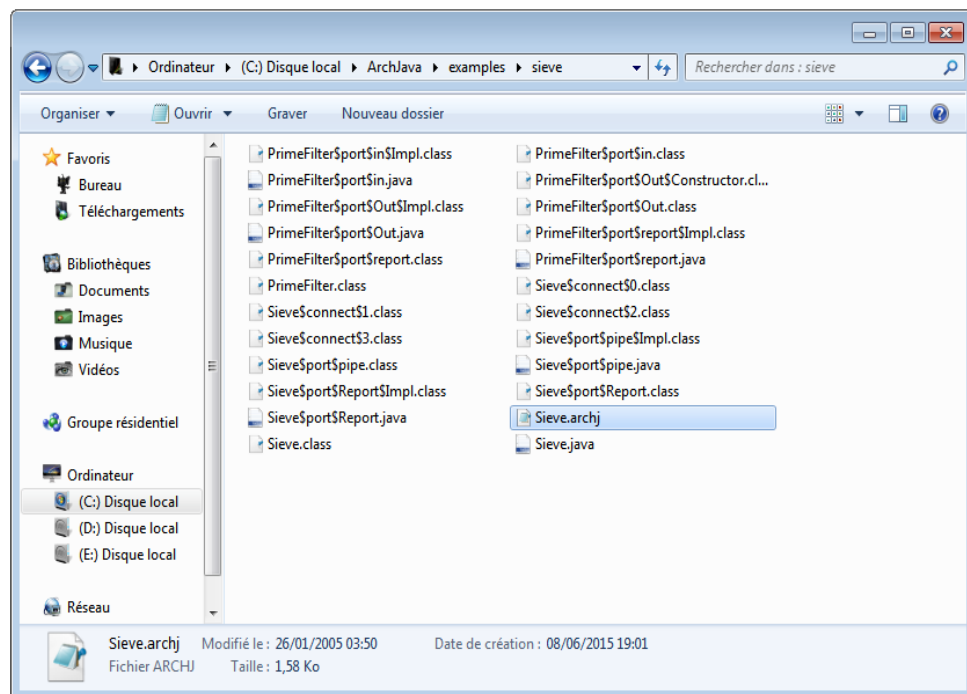 Ordinateur (C:) Disque local ArchJava examples sieve Rechercher dans : sieve
Organiser Ouvrir Graver Nouveau dossier
Favoris
Bureau
Téléchargements
Bibliothèques
Documents
Images
Musique
Vidéos
Groupe résidentiel
Ordinateur
(C:) Disque local
(D:) Disque local
(E:) Disque local
Réseau
PrimeFilter$port$in$Impl.class PrimeFilter$port$in.class
PrimeFilter$port$in.java PrimeFilter$port$Out$Constructor.cl...
PrimeFilter$port$Out$Impl.class PrimeFilter$port$Out.class
PrimeFilter$port$Out.java PrimeFilter$port$report$Impl.class
PrimeFilter$port$report.class PrimeFilter$port$report.java
PrimeFilter.class Sieve$connect$0.class
Sieve$connect$1.class Sieve$connect$2.class
Sieve$connect$3.class Sieve$port$pipe$Impl.class
Sieve$port$pipe.class Sieve$port$pipe.java
Sieve$port$Report$Impl.class Sieve$port$Report.class
Sieve$port$Report.java Sieve.archj
Sieve.class Sieve.java
Sieve.archj Modifié le : 26/01/2005 03:50 Date de création : 08/06/2015 19:01
Fichier ARCHJ Taille : 1,58 Ko